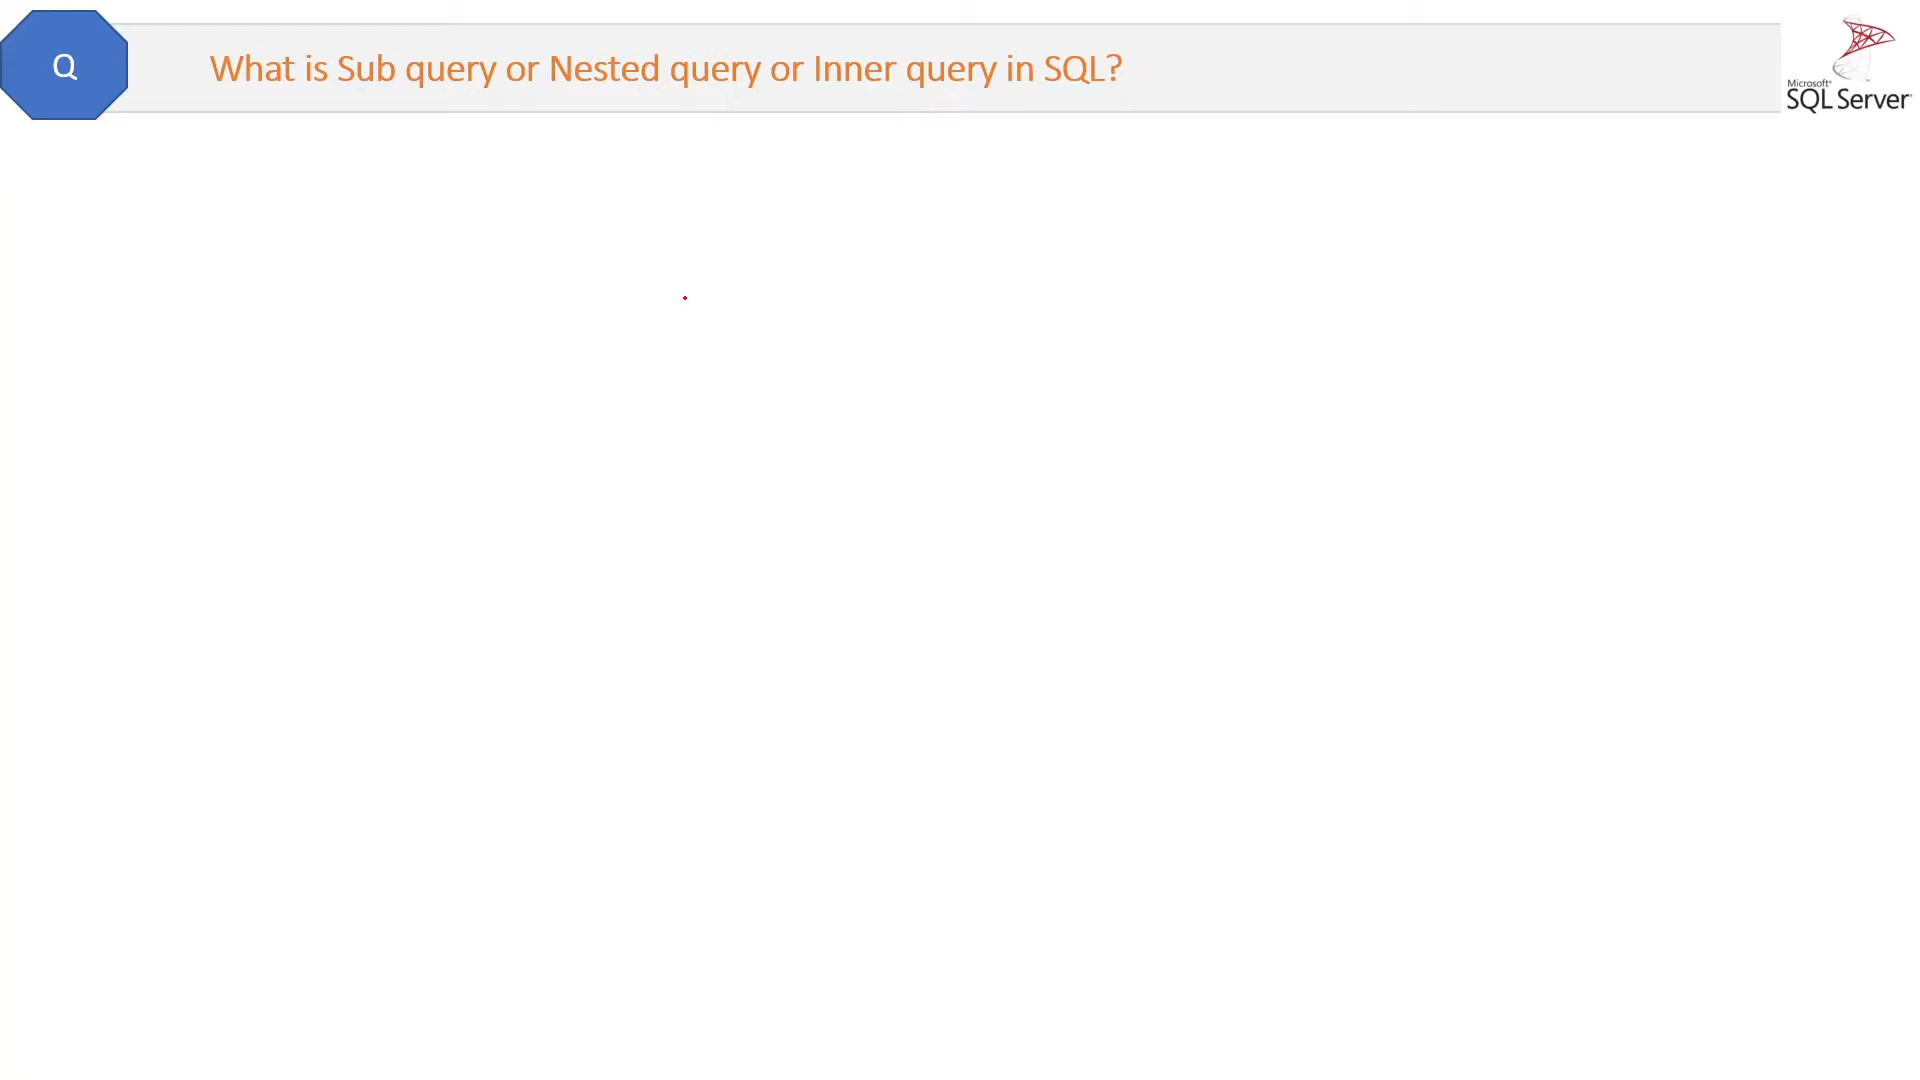 Q
What is Sub query or Nested query or Inner query in SQL?
Microsoft®
SQL Server®